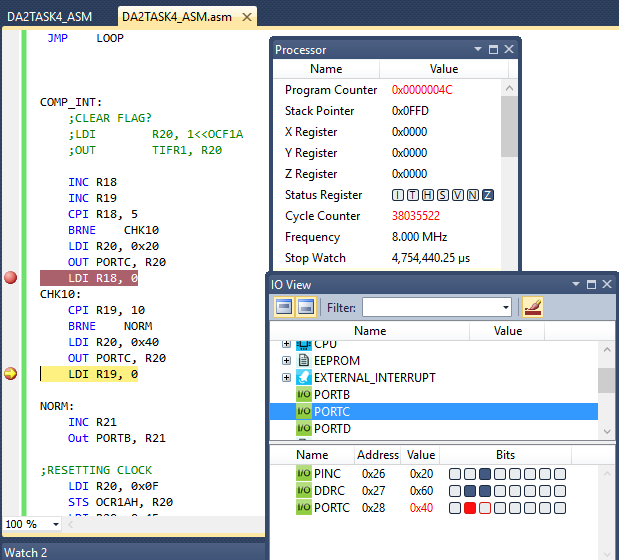 DA2TASK4_ASM
DA2TASK4_ASM.asm
JMP LOOP
COMP_INT:
;CLEAR FLAG?
;LDI R20, 1<<OCF1A
;OUT TIFR1, R20
INC R18
INC R19
CPI R18, 5
BRNE CHK10
LDI R20, 0x20
OUT PORTC, R20
LDI R18, 0
CHK10:
CPI R19, 10
BRNE NORM
LDI R20, 0x40
OUT PORTC, R20
LDI R19, 0
NORM:
INC R21
Out PORTB, R21
;RESETTING CLOCK
LDI R20, 0x0F
STS OCR1AH, R20
100 %
Watch 2
Processor
Name Value
Program Counter 0x0000004C
Stack Pointer 0x0FFD
X Register 0x0000
Y Register 0x0000
Z Register 0x0000
Status Register I T H S V N Z
Cycle Counter 38035522
Frequency 8.000 MHz
Stop Watch 4,754,440.25 µs
IO View
Filter:
Name Value
CPU
EEPROM
EXTERNAL_INTERRUPT
I/O PORTB
I/O PORTC
I/O PORTD
Name Address Value Bits
I/O PINC 0x26 0x20
I/O DDRC 0x27 0x60
I/O PORTC 0x28 0x40